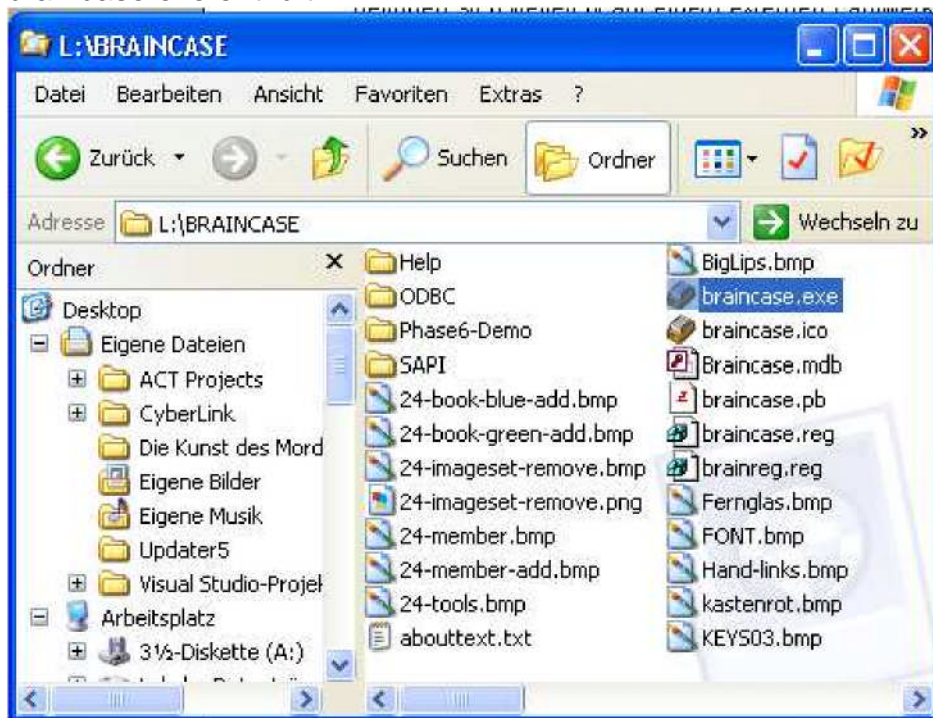 L:\BRAINCASE
Datei Bearbeiten Ansicht Favoriten Extras ?
Zurück Suchen Ordner »
Adresse L:\BRAINCASE Wechseln zu
Ordner
Desktop
Eigene Dateien
ACT Projects
CyberLink
Die Kunst des Mord
Eigene Bilder
Eigene Musik
Updater5
Visual Studio-Projek
Arbeitsplatz
3½-Diskette (A:)
Help
ODBC
Phase6-Demo
SAPI
24-book-blue-add.bmp
24-book-green-add.bmp
24-imageset-remove.bmp
24-imageset-remove.png
24-member.bmp
24-member-add.bmp
24-tools.bmp
abouttext.txt
BigLips.bmp
braincase.exe
braincase.ico
Braincase.mdb
braincase.pb
braincase.reg
brainreg.reg
Fernglas.bmp
FONT.bmp
Hand-links.bmp
kastenrot.bmp
KEYS03.bmp